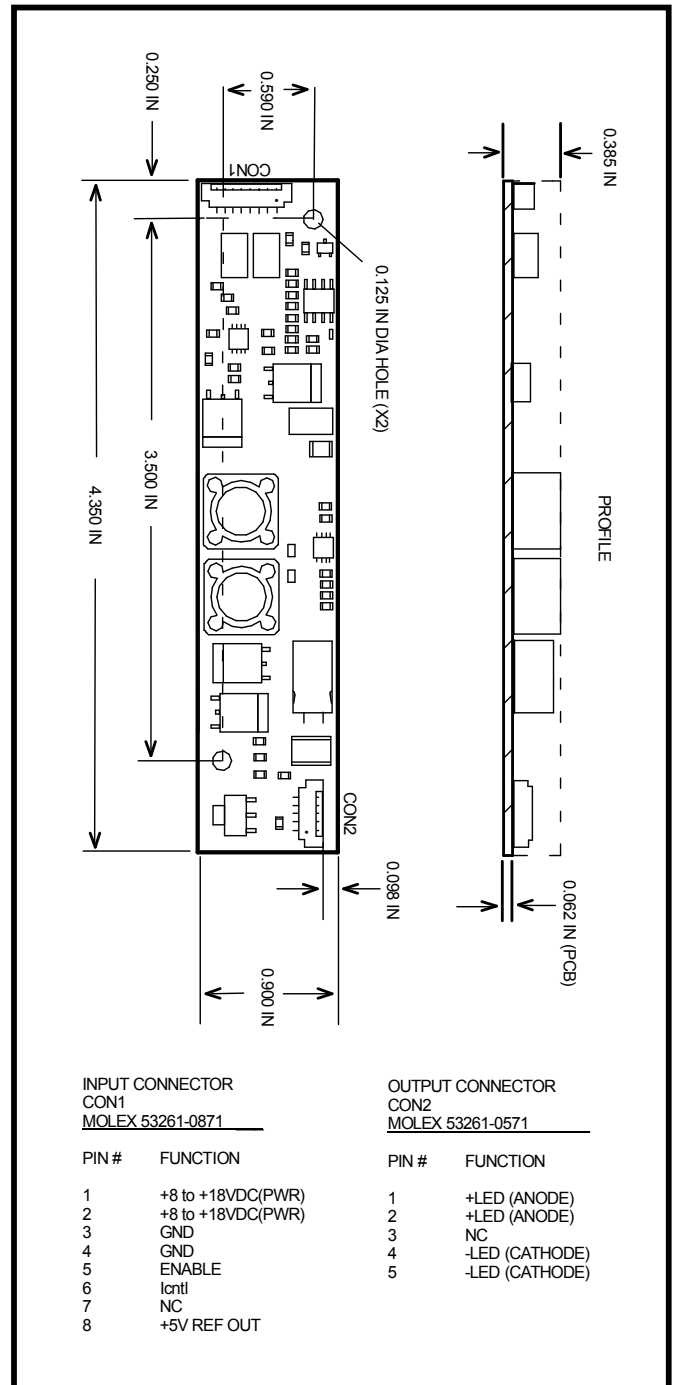 0.250 IN
0.590 IN
0.385 IN
CON1
0.125 IN DIA HOLE (X2)
PROFILE
3.500 IN
4.350 IN
CON2
0.098 IN
0.062 IN (PCB)
0.900 IN
INPUT CONNECTOR
CON1
MOLEX 53261-0871
PIN # FUNCTION
1 +8 to +18VDC(PWR)
2 +8 to +18VDC(PWR)
3 GND
4 GND
5 ENABLE
6 Icntl
7 NC
8 +5V REF OUT
OUTPUT CONNECTOR
CON2
MOLEX 53261-0571
PIN # FUNCTION
1 +LED (ANODE)
2 +LED (ANODE)
3 NC
4 -LED (CATHODE)
5 -LED (CATHODE)